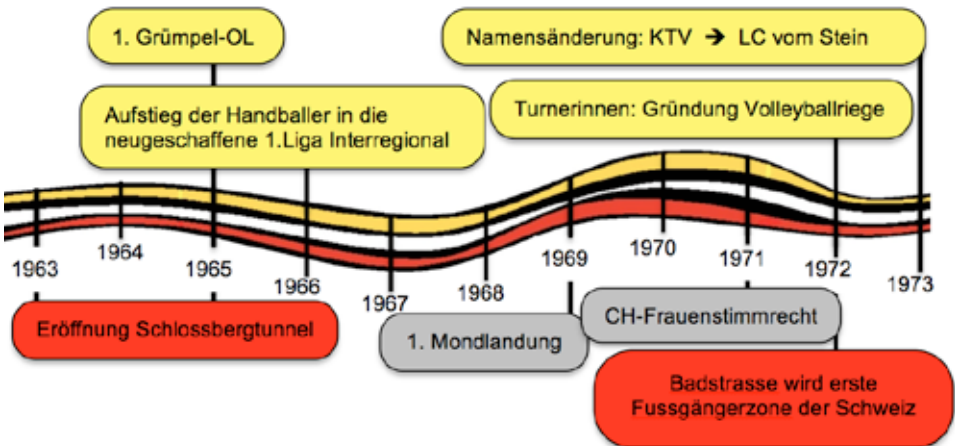 1. Grümpel-OL
Namensänderung: KTV ➔ LC vom Stein
Aufstieg der Handballer in die
neugeschaffene 1.Liga Interregional
Turnerinnen: Gründung Volleyballriege
1963
1964
1965
1966
1967
1968
1969
1970
1971
1972
1973
Eröffnung Schlossbergtunnel
1. Mondlandung
CH-Frauenstimmrecht
Badstrasse wird erste
Fussgängerzone der Schweiz